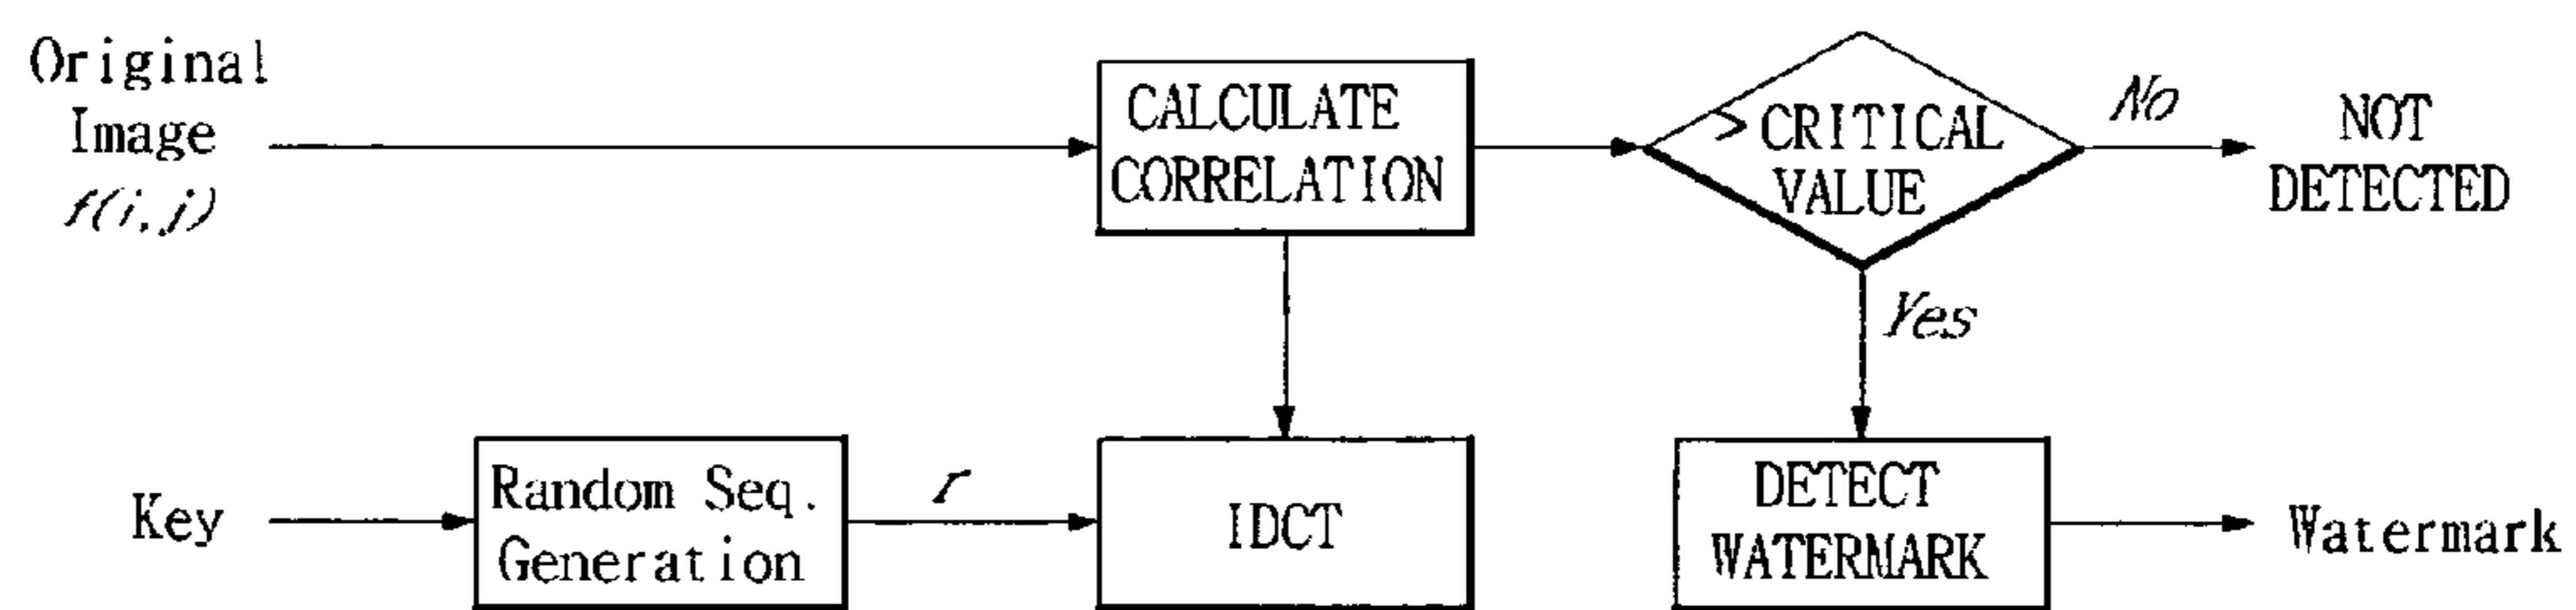 Original
Image
f(i,j)
CALCULATE
CORRELATION
> CRITICAL
VALUE
No
NOT
DETECTED
Yes
Key
Random Seq.
Generation
r
IDCT
DETECT
WATERMARK
Watermark